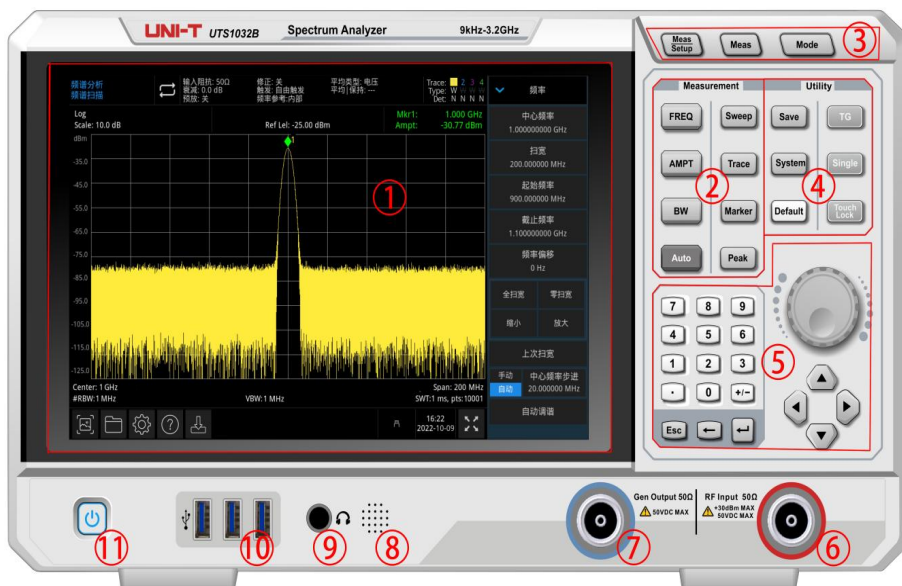 UNI-T UTS1032B Spectrum Analyzer 9kHz-3.2GHz
Meas Setup
Meas
Mode
③
频谱分析
频谱扫描
输入阻抗: 50Ω
衰减: 0.0 dB
预放: 关
修正: 关
触发: 自由触发
频率参考:内部
平均类型: 电压
平均|保持: ---
Trace: 1 2 3 4
Type: W W W W
Det: N N N N
Log
Scale: 10.0 dB
Ref Lel: -25.00 dBm
Mkr1: 1.000 GHz
Ampt: -30.77 dBm
dBm
1
-35.0
-45.0
-55.0
-65.0
-75.0
-85.0
-95.0
-105.0
-115.0
-125.0
①
Center: 1 GHz
#RBW:1 MHz
VBW:1 MHz
Span: 200 MHz
SWT:1 ms, pts:10001
16:22
2022-10-09
频率
中心频率
1.000000000 GHz
扫宽
200.000000 MHz
起始频率
900.000000 MHz
截止频率
1.100000000 GHz
频率偏移
0 Hz
全扫宽 零扫宽
缩小 放大
上次扫宽
手动
自动
中心频率步进
20.000000 MHz
自动调谐
Measurement
FREQ Sweep
AMPT Trace
②
BW Marker
Auto Peak
Utility
Save TG
System Single
④
Default Touch Lock
7 8 9
4 5 6
1 2 3
· 0 +/-
Esc
⑤
⑪
⑩
⑨
⑧
Gen Output 50Ω
50VDC MAX
⑦
RF Input 50Ω
+30dBm MAX
50VDC MAX
⑥